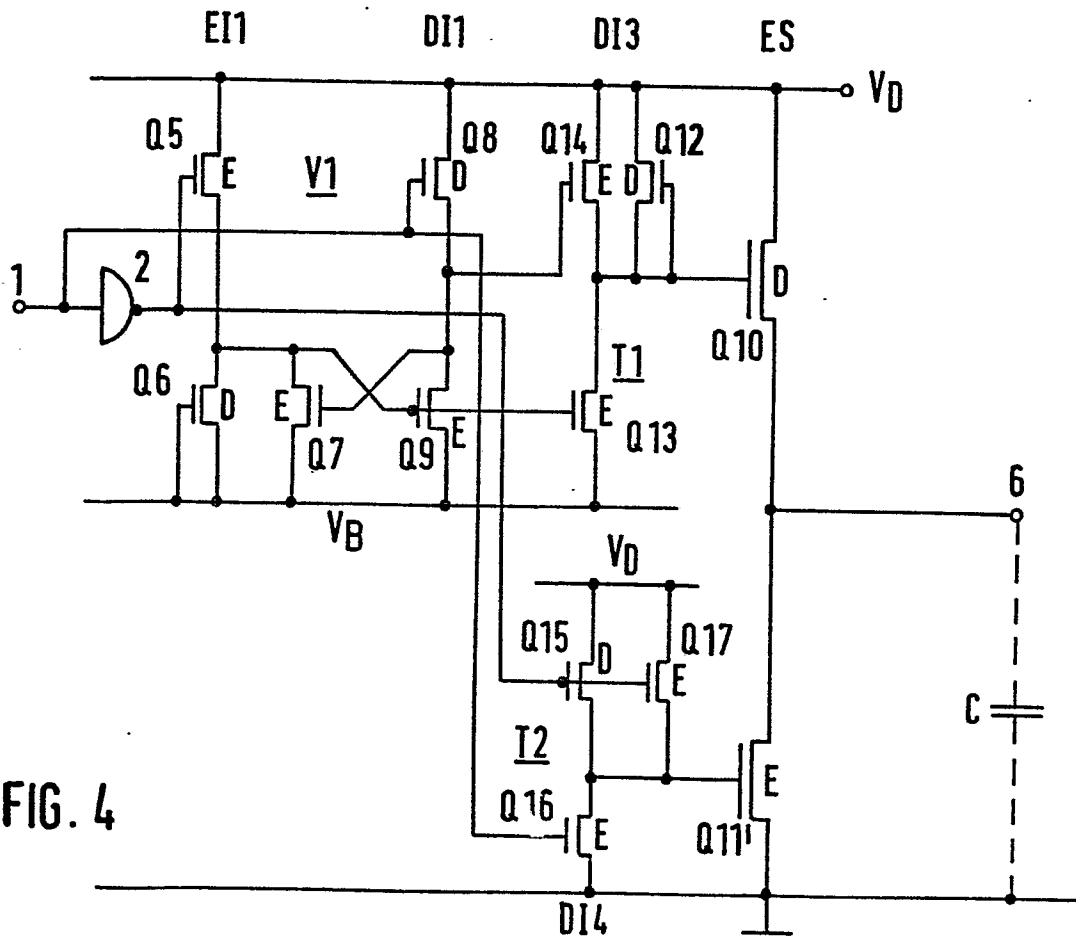 EI1 DI1 DI3 ES
VD
Q5 Q8 Q14 Q12
E V1 D E D
1 2
D
Q10
Q6 D E Q7 Q9 E T1 E Q13
6
VB
VD
Q15 D Q17 E
C
T2
E
Q16 E Q11'
FIG. 4
DI4